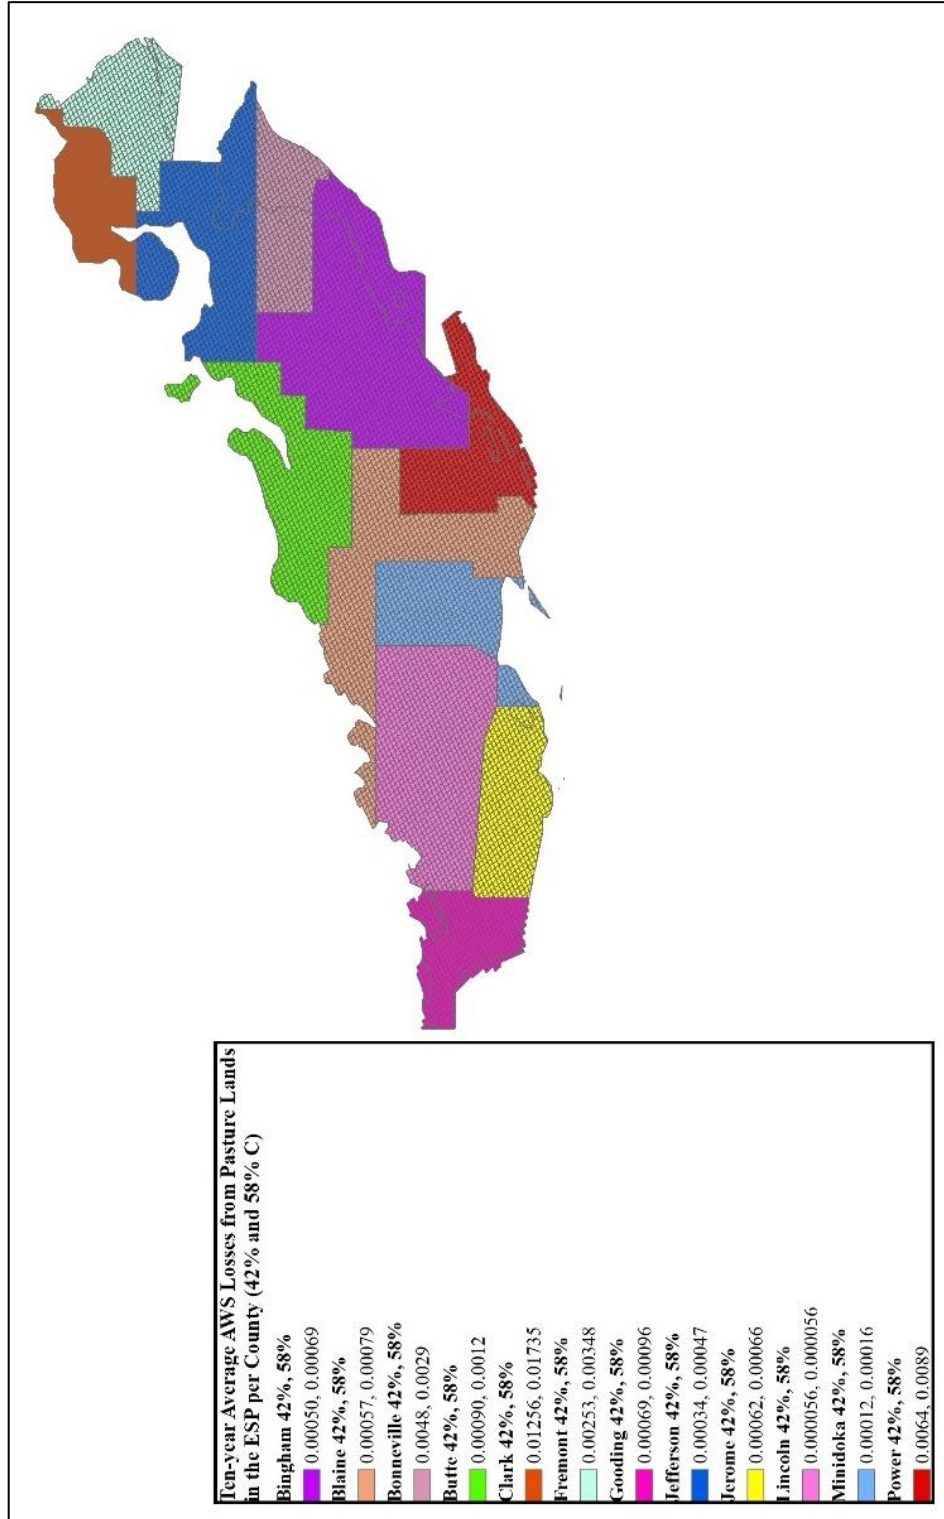 Ten-year Average AWS Losses from Pasture Lands
in the ESP per County (42% and 58% C)
Bingham 42%, 58%
0.00050, 0.00069
Blaine 42%, 58%
0.00057, 0.00079
Bonneville 42%, 58%
0.0048, 0.0029
Butte 42%, 58%
0.00090, 0.0012
Clark 42%, 58%
0.01256, 0.01735
Fremont 42%, 58%
0.00253, 0.00348
Gooding 42%, 58%
0.00069, 0.00096
Jefferson 42%, 58%
0.00034, 0.00047
Jerome 42%, 58%
0.00062, 0.00066
Lincoln 42%, 58%
0.000056, 0.000056
Minidoka 42%, 58%
0.00012, 0.00016
Power 42%, 58%
0.0064, 0.0089